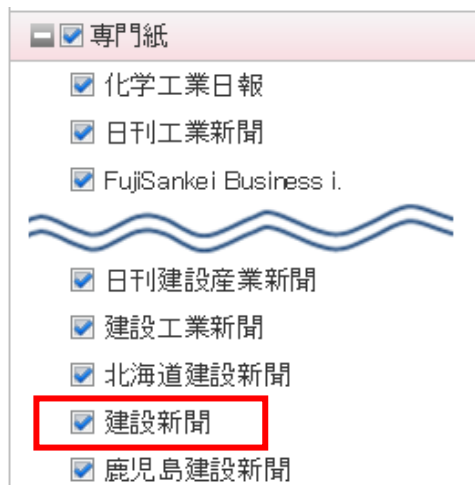 専門紙
化学工業日報
日刊工業新聞
FujiSankei Business i.
日刊建設産業新聞
建設工業新聞
北海道建設新聞
建設新聞
鹿児島建設新聞